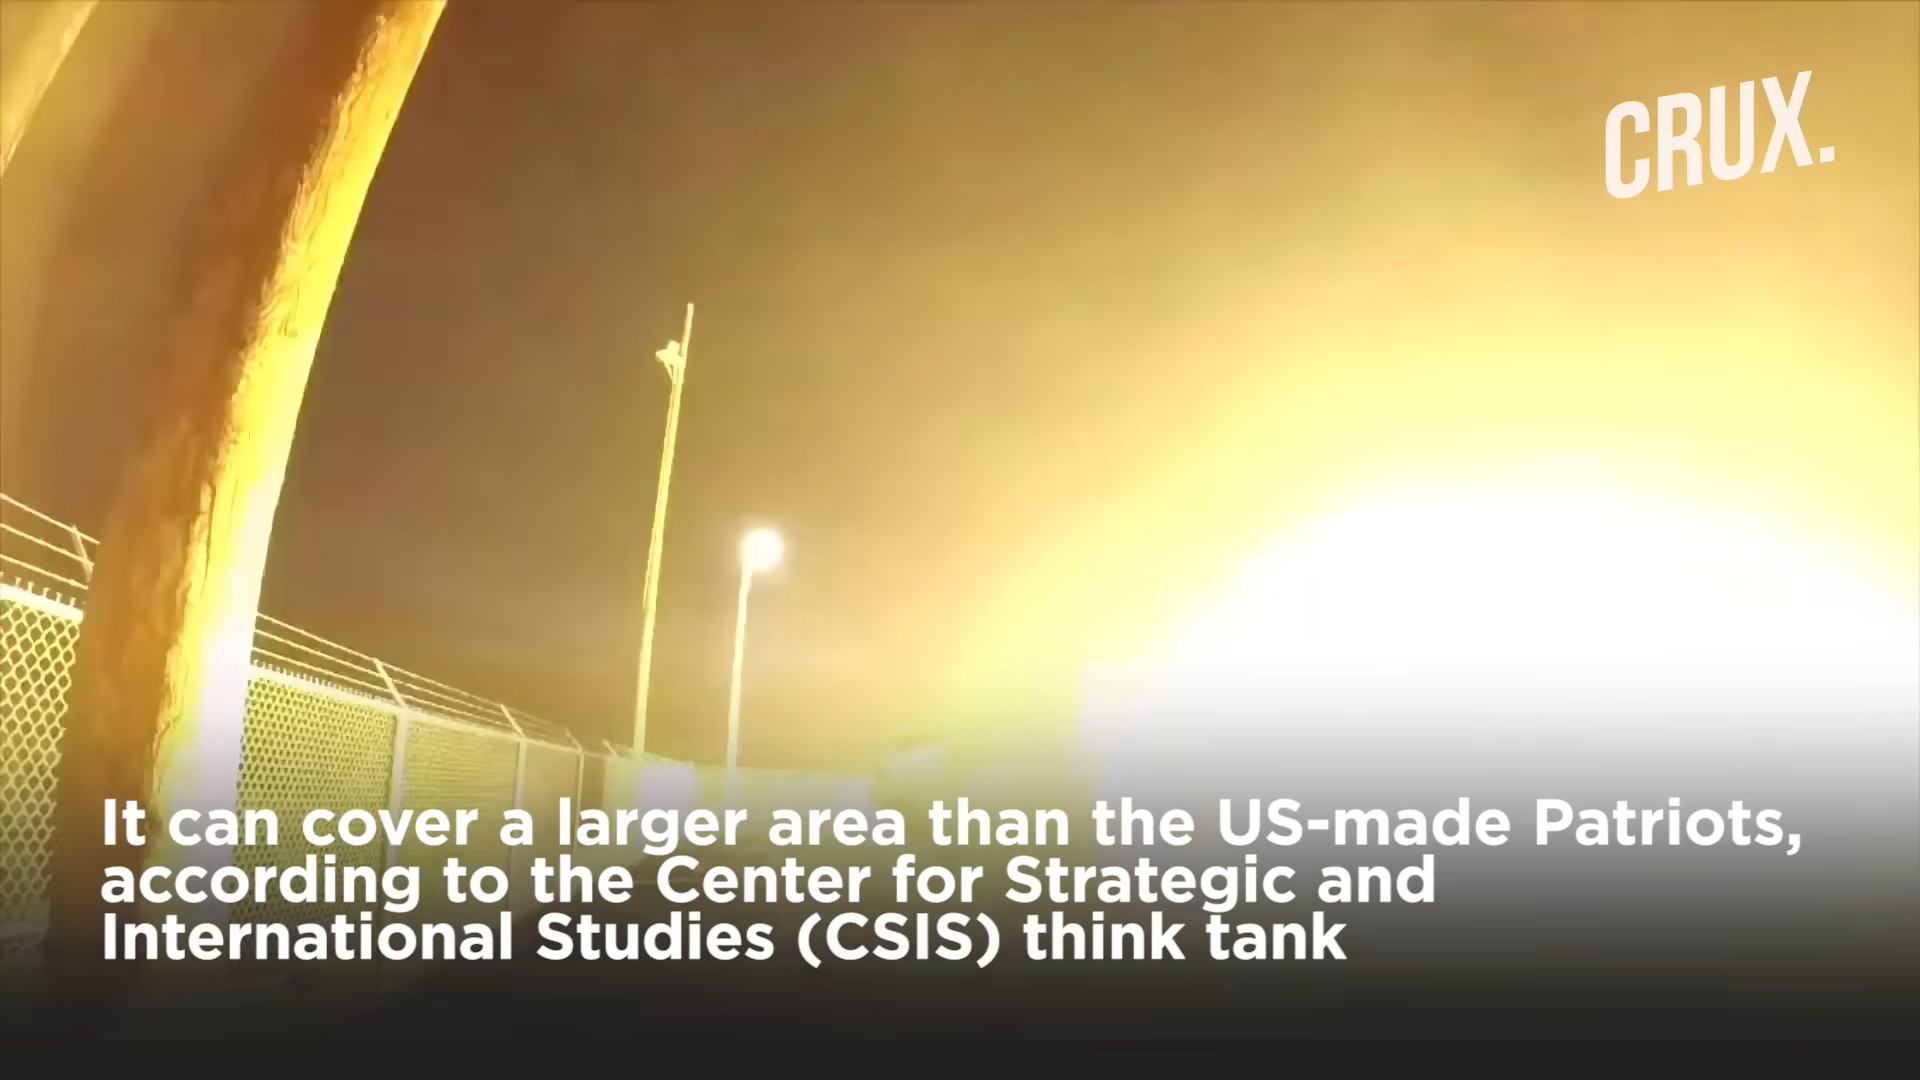 CRUX.
It can cover a larger area than the US-made Patriots,
according to the Center for Strategic and
International Studies (CSIS) think tank